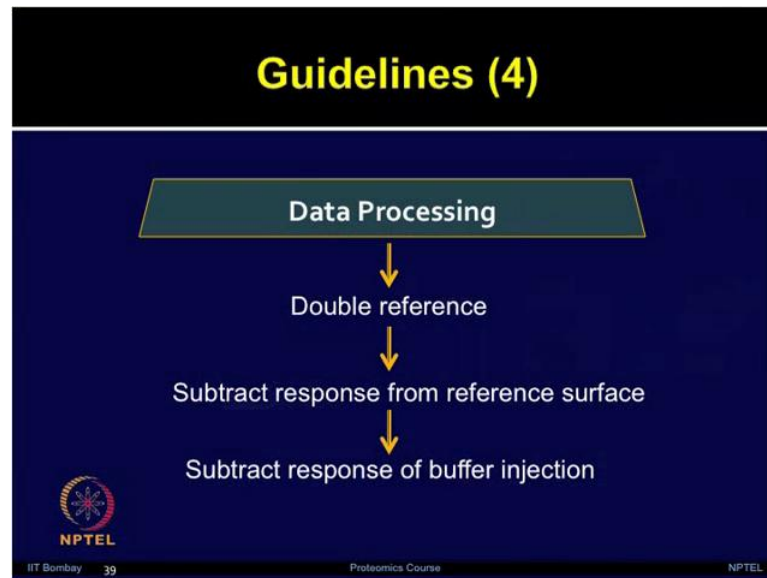 Guidelines (4)
Data Processing
Double reference
Subtract response from reference surface
Subtract response of buffer injection
NPTEL
IIT Bombay 39 Proteomics Course NPTEL